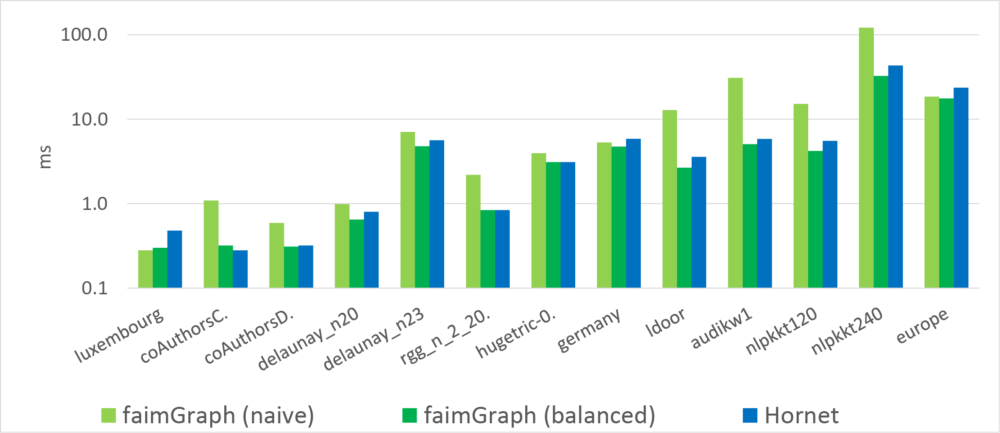 100.0
10.0
1.0
0.1
ms
luxembourg
coAuthorsC.
coAuthorsD.
delaunay_n20
delaunay_n23
rgg_n_2_20.
hugetric-0.
germany
ldoor
audikw1
nlpkkt120
nlpkkt240
europe
faimGraph (naive) faimGraph (balanced) Hornet